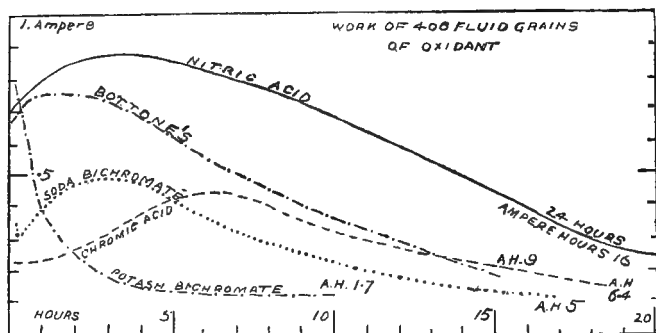 1. Ampere
WORK OF 408 FLUID GRAINS
OF OXIDANT
NITRIC ACID
BOTTONE'S
.5
SODA BICHROMATE
CHROMIC ACID
24 HOURS
AMPERE HOURS 16
A.H. 9
A.H
6.4
POTASH BICHROMATE
A.H. 1.7
A.H 5
HOURS
5
10
15
20